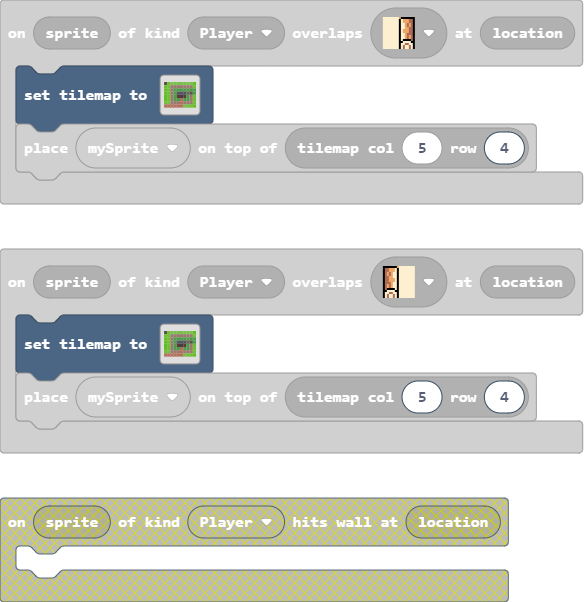 on sprite of kind Player overlaps at location
set tilemap to
place mySprite on top of tilemap col 5 row 4
on sprite of kind Player overlaps at location
set tilemap to
place mySprite on top of tilemap col 5 row 4
on sprite of kind Player hits wall at location